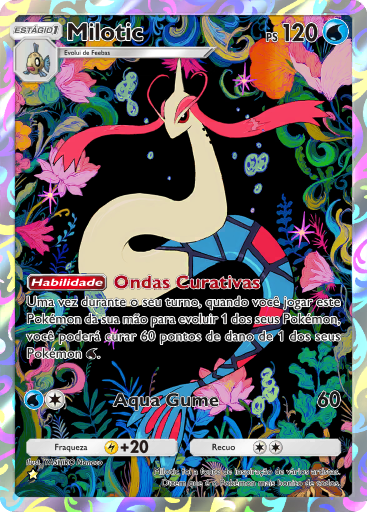 ESTÁGIO 1 Milotic PS 120
Evolui de Feebas
Habilidade Ondas Curativas
Uma vez durante o seu turno, quando você jogar este
Pokémon da sua mão para evoluir 1 dos seus Pokémon,
você poderá curar 60 pontos de dano de 1 dos seus
Pokémon
Aqua Gume 60
Fraqueza +20 Recuo
Ilus. YASHIRO Nanaco
Milotic foi a fonte de inspiração de vários artistas.
Dizem que é o Pokémon mais bonito de todos.